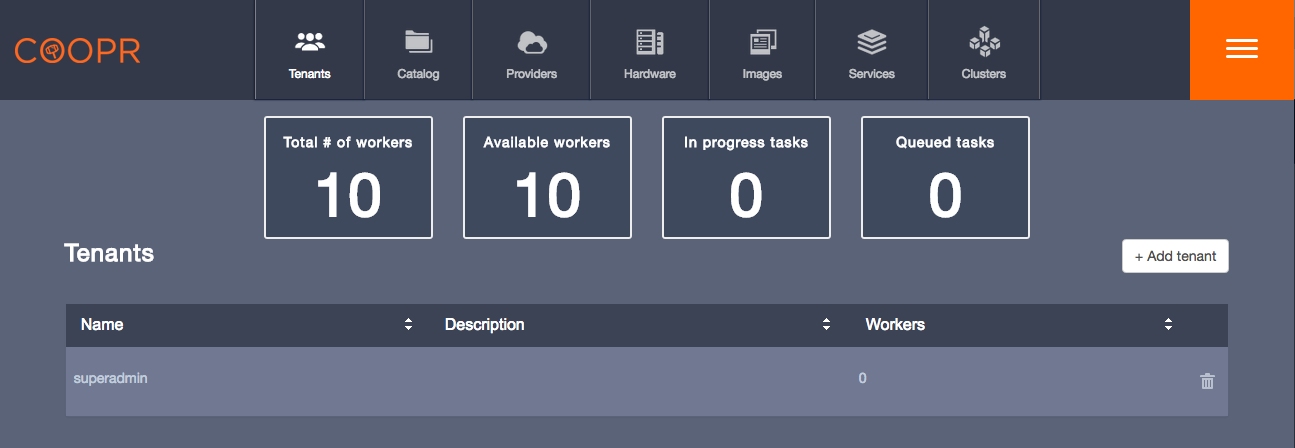 COOPR
Tenants Catalog Providers Hardware Images Services Clusters
Total # of workers Available workers In progress tasks Queued tasks
10 10 0 0
Tenants
+ Add tenant
Name Description Workers
superadmin 0